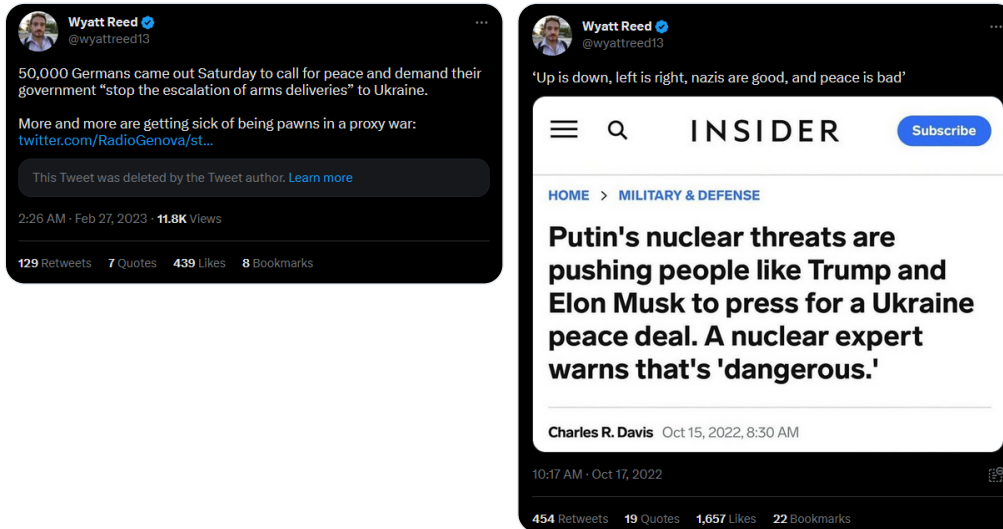 Wyatt Reed
@wyattreed13
50,000 Germans came out Saturday to call for peace and demand their
government “stop the escalation of arms deliveries” to Ukraine.
More and more are getting sick of being pawns in a proxy war:
twitter.com/RadioGenova/st...
This Tweet was deleted by the Tweet author. Learn more
2:26 AM · Feb 27, 2023 · 11.8K Views
129 Retweets 7 Quotes 439 Likes 8 Bookmarks
Wyatt Reed
@wyattreed13
‘Up is down, left is right, nazis are good, and peace is bad’
INSIDER
Subscribe
HOME > MILITARY & DEFENSE
Putin's nuclear threats are
pushing people like Trump and
Elon Musk to press for a Ukraine
peace deal. A nuclear expert
warns that's 'dangerous.'
Charles R. Davis Oct 15, 2022, 8:30 AM
10:17 AM · Oct 17, 2022
454 Retweets 19 Quotes 1,657 Likes 22 Bookmarks